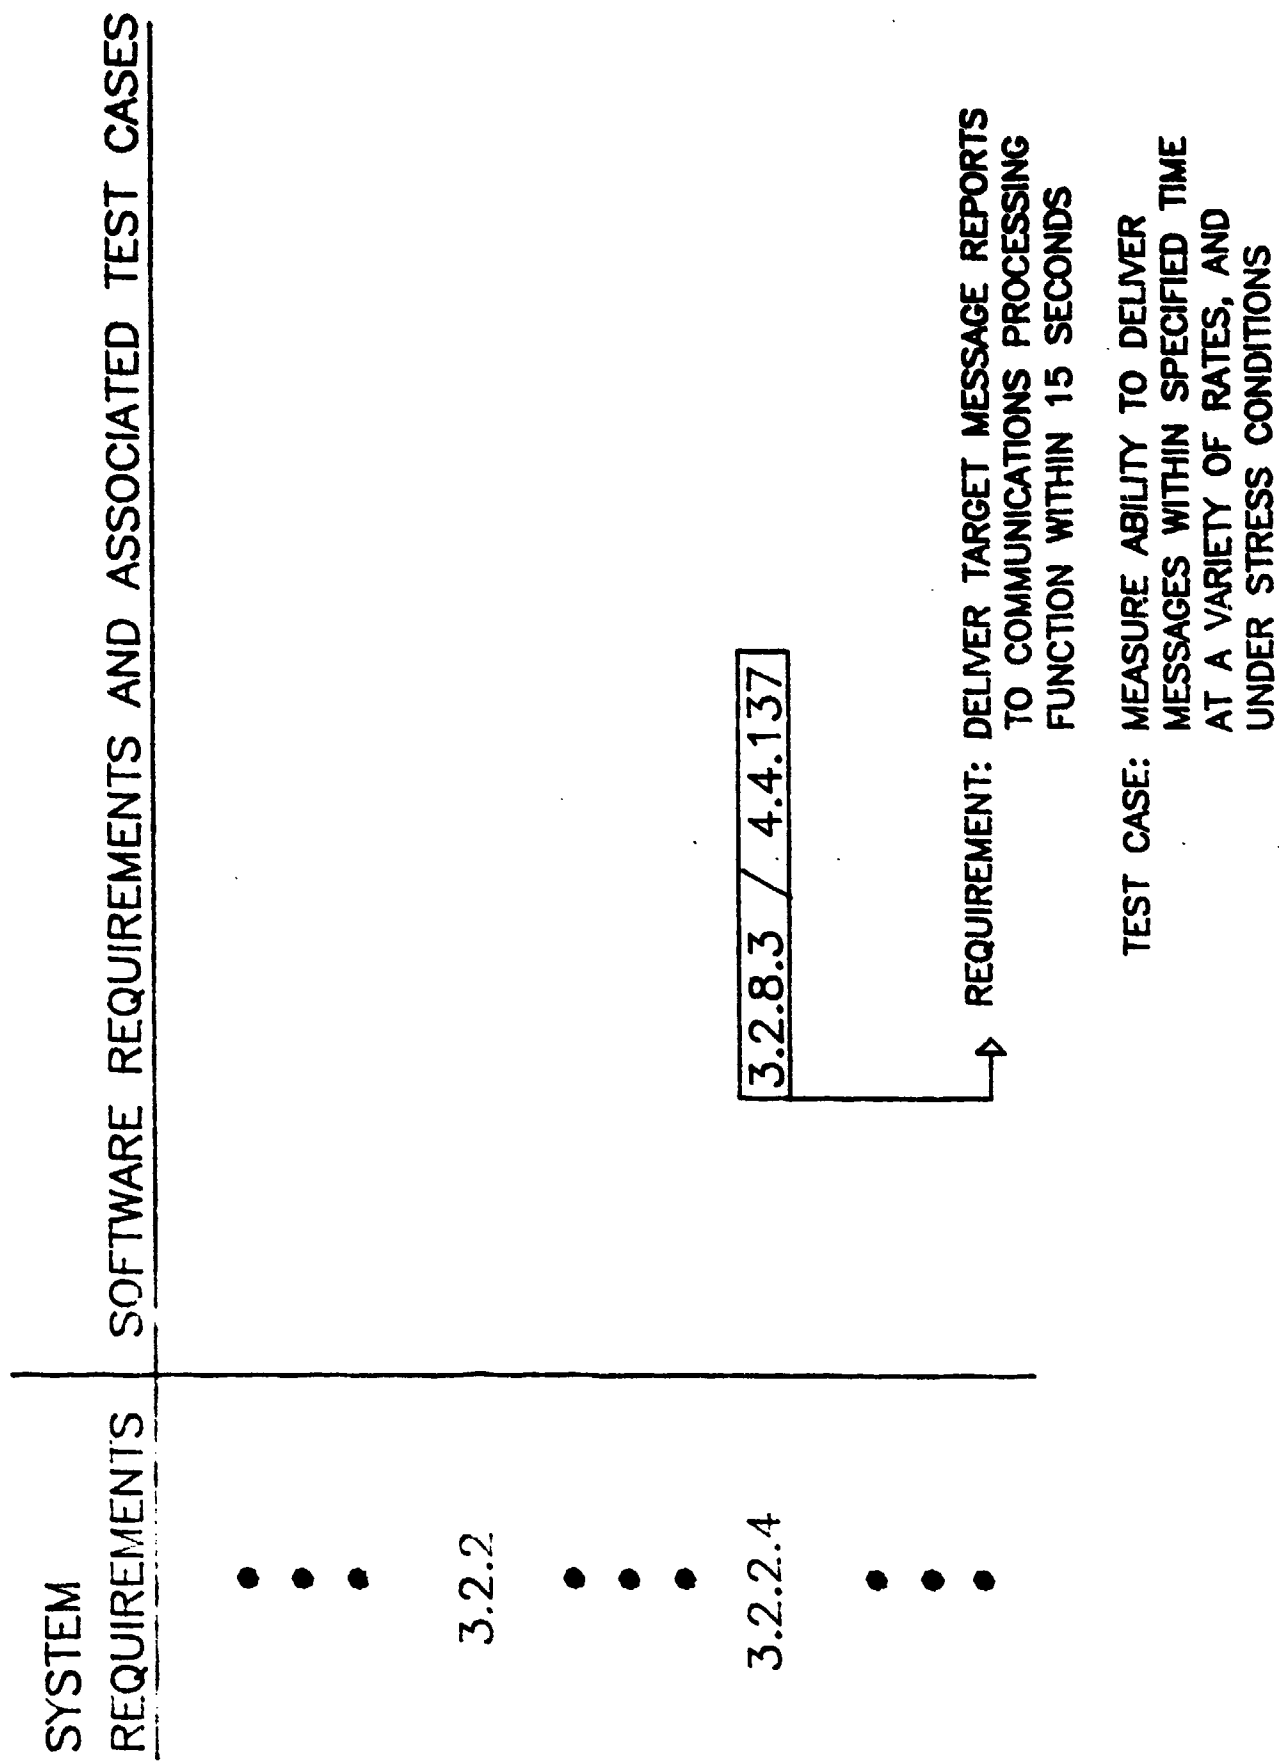 SYSTEM
REQUIREMENTS
SOFTWARE REQUIREMENTS AND ASSOCIATED TEST CASES
3.2.2
3.2.2.4
3.2.8.3 / 4.4.137
REQUIREMENT: DELIVER TARGET MESSAGE REPORTS
TO COMMUNICATIONS PROCESSING
FUNCTION WITHIN 15 SECONDS
TEST CASE: MEASURE ABILITY TO DELIVER
MESSAGES WITHIN SPECIFIED TIME
AT A VARIETY OF RATES, AND
UNDER STRESS CONDITIONS